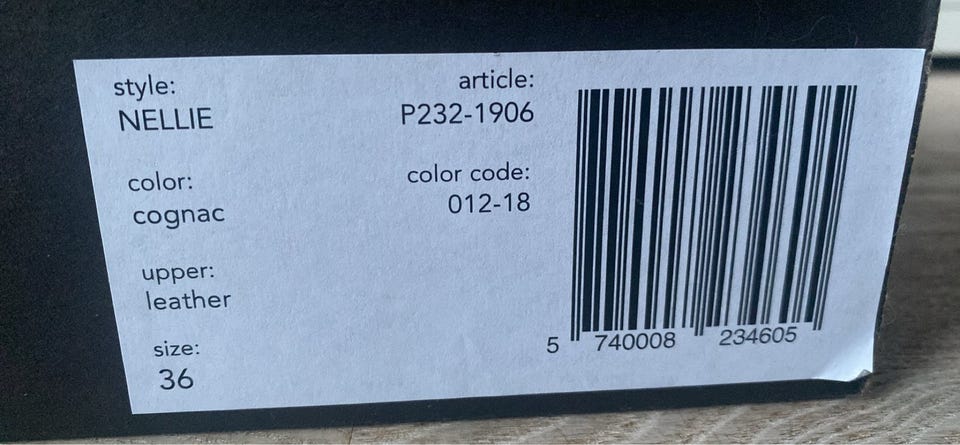 style:
NELLIE
article:
P232-1906
color:
cognac
color code:
012-18
upper:
leather
size:
36
5 740008 234605